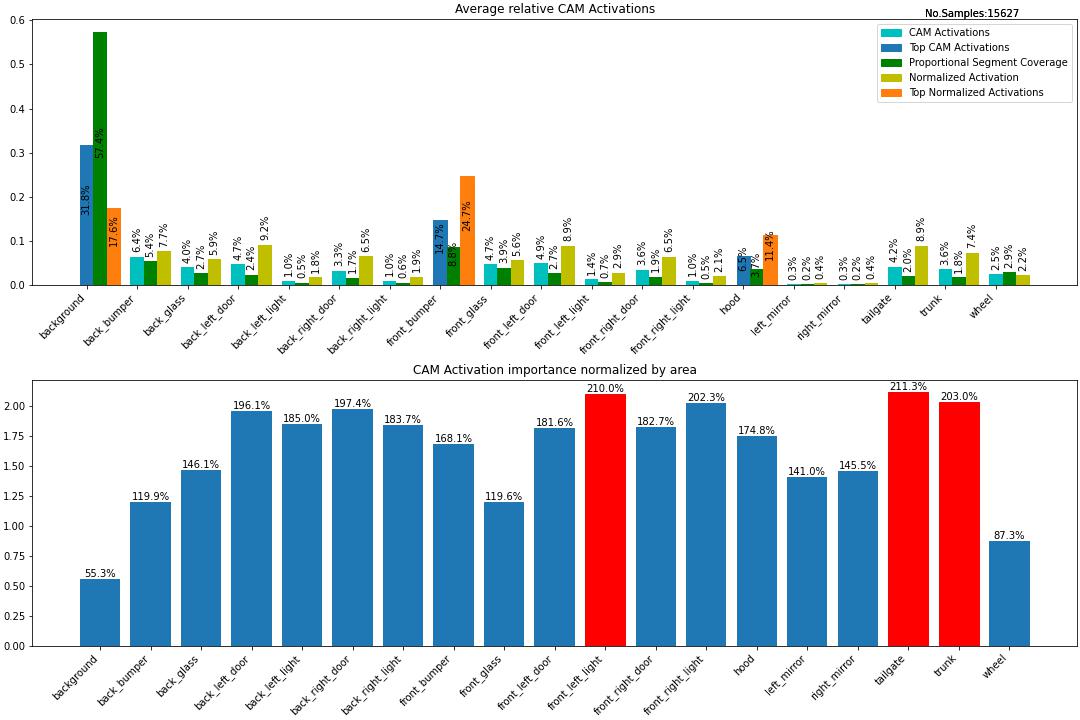 Average relative CAM Activations
No.Samples:15627
CAM Activations
Top CAM Activations
Proportional Segment Coverage
Normalized Activation
Top Normalized Activations
0.6
0.5
0.4
0.3
0.2
0.1
0.0
31.8% 57.4% 17.6%
6.4% 5.4% 7.7%
4.0% 2.7% 5.9%
4.7% 2.4% 9.2%
1.0% 0.5% 1.8%
3.3% 1.7% 6.5%
1.0% 0.6% 1.9%
14.7% 8.8% 24.7%
4.7% 3.9% 5.6%
4.9% 2.7% 8.9%
1.4% 0.7% 2.9%
3.6% 1.9% 6.5%
1.0% 0.5% 2.1%
6.5% 3.7% 11.4%
0.3% 0.2% 0.4%
0.3% 0.2% 0.4%
4.2% 2.0% 8.9%
3.6% 1.8% 7.4%
2.5% 2.9% 2.2%
background
back_bumper
back_glass
back_left_door
back_left_light
back_right_door
back_right_light
front_bumper
front_glass
front_left_door
front_left_light
front_right_door
front_right_light
hood
left_mirror
right_mirror
tailgate
trunk
wheel
CAM Activation importance normalized by area
2.00
1.75
1.50
1.25
1.00
0.75
0.50
0.25
0.00
55.3%
119.9%
146.1%
196.1%
185.0%
197.4%
183.7%
168.1%
119.6%
181.6%
210.0%
182.7%
202.3%
174.8%
141.0%
145.5%
211.3%
203.0%
87.3%
background
back_bumper
back_glass
back_left_door
back_left_light
back_right_door
back_right_light
front_bumper
front_glass
front_left_door
front_left_light
front_right_door
front_right_light
hood
left_mirror
right_mirror
tailgate
trunk
wheel